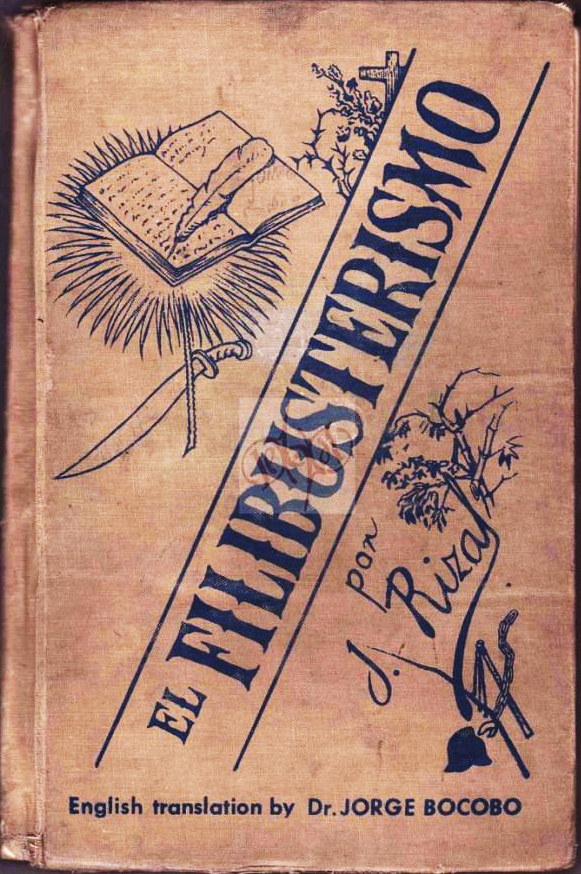 EL FILIBUSTERISMO
por
J. Rizal
English translation by Dr. JORGE BOCOBO